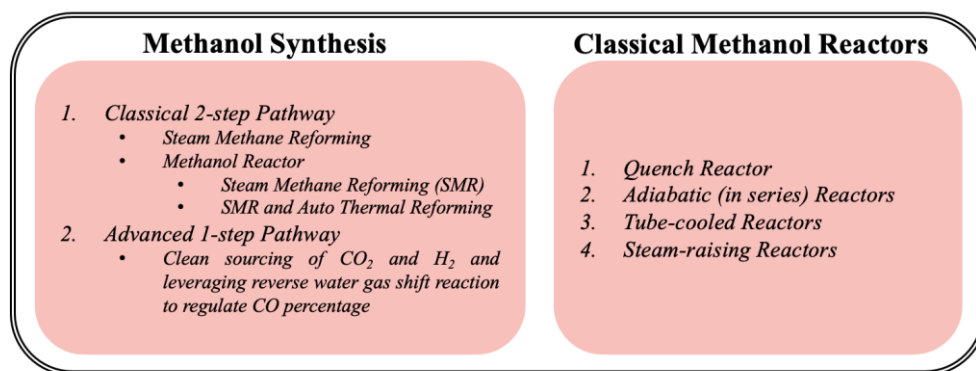 Methanol Synthesis
1. Classical 2-step Pathway
• Steam Methane Reforming
• Methanol Reactor
• Steam Methane Reforming (SMR)
• SMR and Auto Thermal Reforming
2. Advanced 1-step Pathway
• Clean sourcing of CO₂ and H₂ and
leveraging reverse water gas shift reaction
to regulate CO percentage
Classical Methanol Reactors
1. Quench Reactor
2. Adiabatic (in series) Reactors
3. Tube-cooled Reactors
4. Steam-raising Reactors